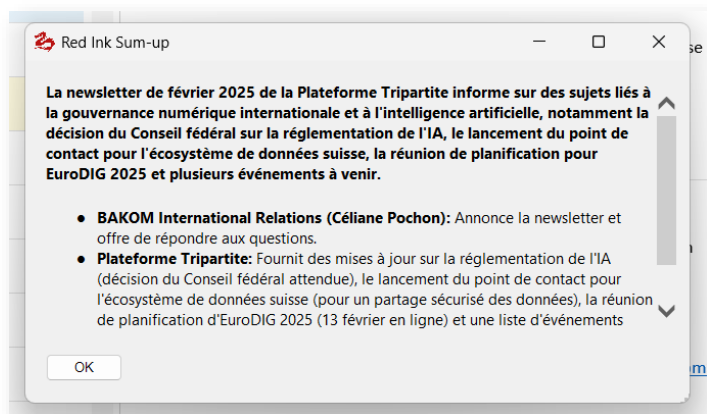 Red Ink Sum-up
se
La newsletter de février 2025 de la Plateforme Tripartite informe sur des sujets liés à
la gouvernance numérique internationale et à l'intelligence artificielle, notamment la
décision du Conseil fédéral sur la réglementation de l'IA, le lancement du point de
contact pour l'écosystème de données suisse, la réunion de planification pour
EuroDIG 2025 et plusieurs événements à venir.
● BAKOM International Relations (Céliane Pochon): Annonce la newsletter et
offre de répondre aux questions.
● Plateforme Tripartite: Fournit des mises à jour sur la réglementation de l'IA
(décision du Conseil fédéral attendue), le lancement du point de contact pour
l'écosystème de données suisse (pour un partage sécurisé des données), la réunion
de planification d'EuroDIG 2025 (13 février en ligne) et une liste d'événements
OK
om